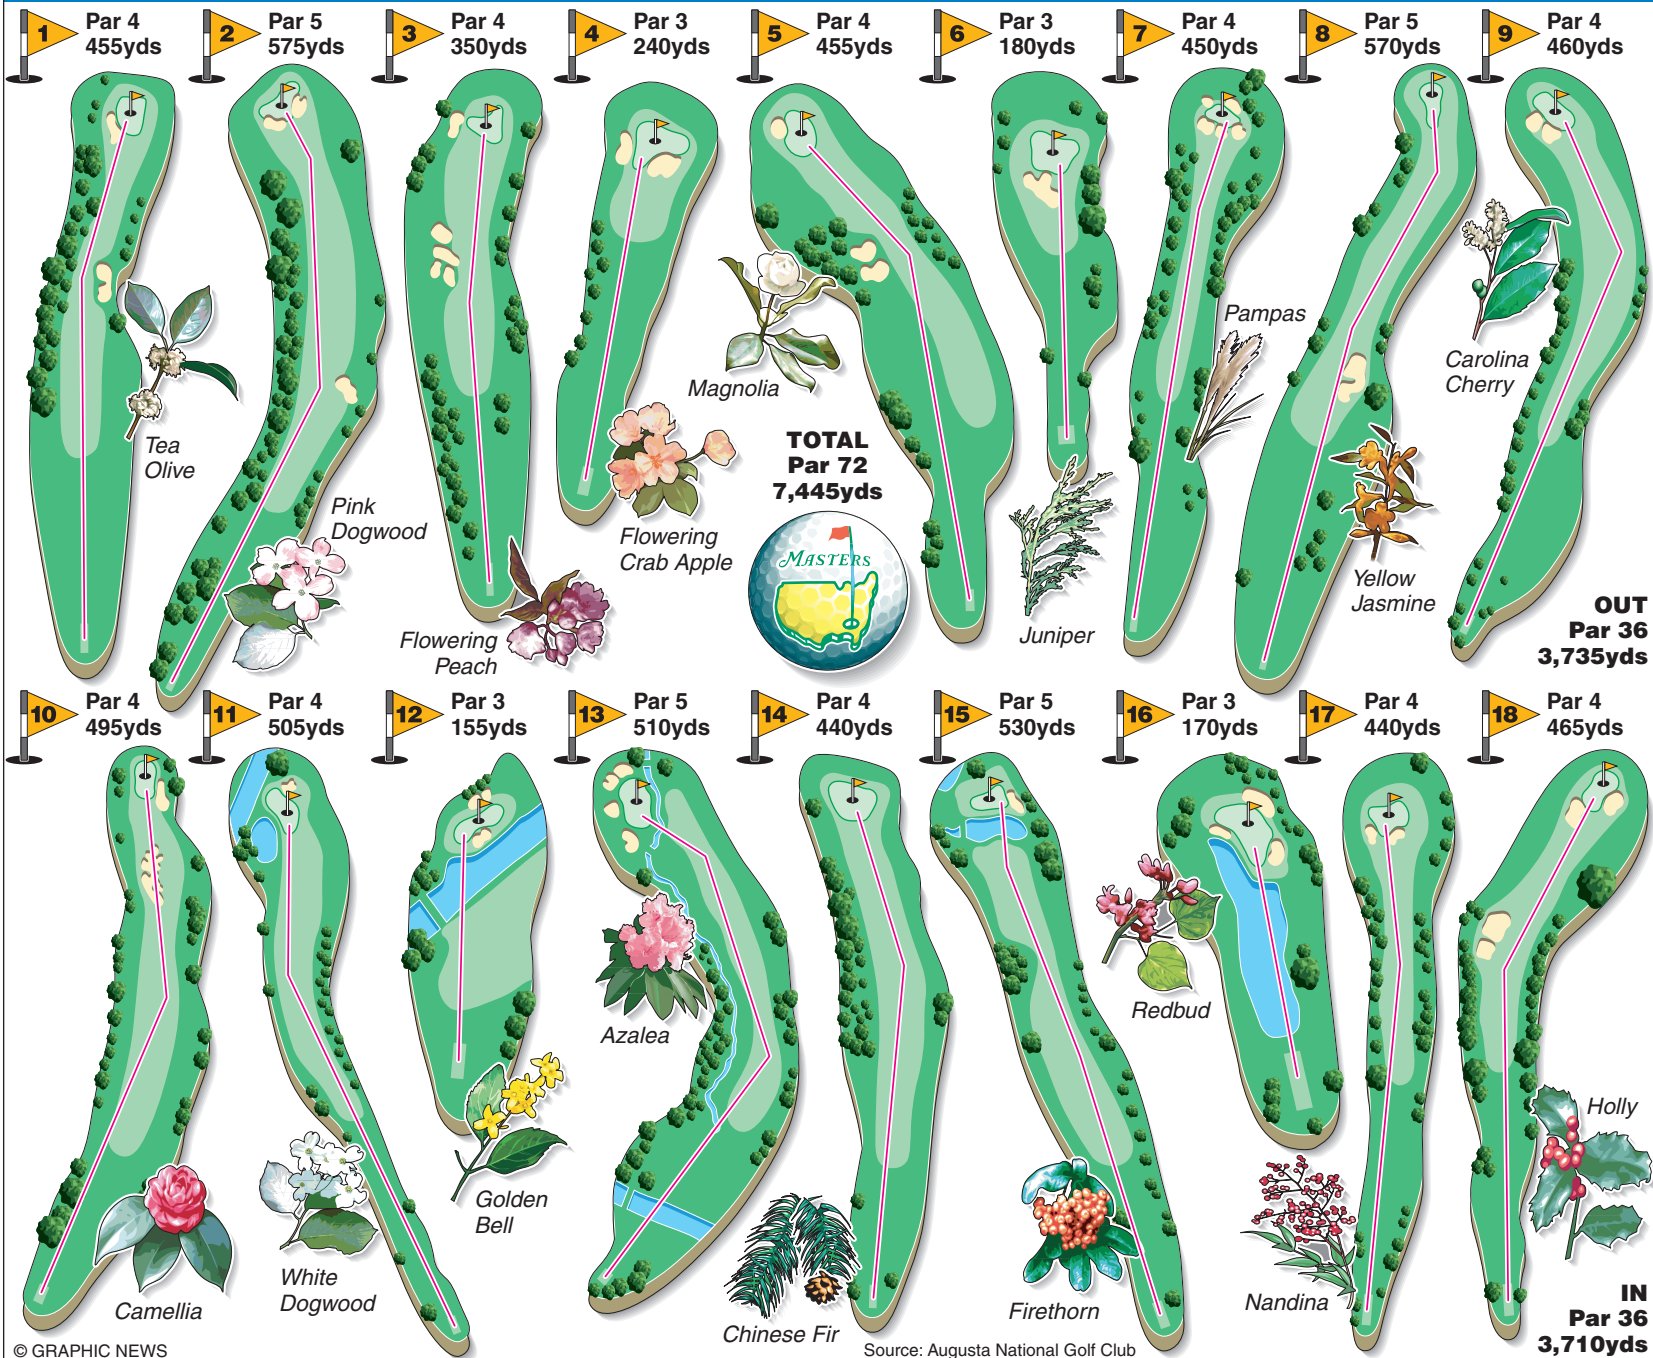 1
Par 4
455yds
2
Par 5
575yds
3
Par 4
350yds
4
Par 3
240yds
5
Par 4
455yds
6
Par 3
180yds
7
Par 4
450yds
8
Par 5
570yds
9
Par 4
460yds
Tea
Olive
Pink
Dogwood
Flowering
Peach
Flowering
Crab Apple
Magnolia
Juniper
Pampas
Yellow
Jasmine
Carolina
Cherry
TOTAL
Par 72
7,445yds
MASTERS
OUT
Par 36
3,735yds
10
Par 4
495yds
11
Par 4
505yds
12
Par 3
155yds
13
Par 5
510yds
14
Par 4
440yds
15
Par 5
530yds
16
Par 3
170yds
17
Par 4
440yds
18
Par 4
465yds
Camellia
White
Dogwood
Golden
Bell
Azalea
Chinese Fir
Firethorn
Redbud
Nandina
Holly
IN
Par 36
3,710yds
© GRAPHIC NEWS
Source: Augusta National Golf Club